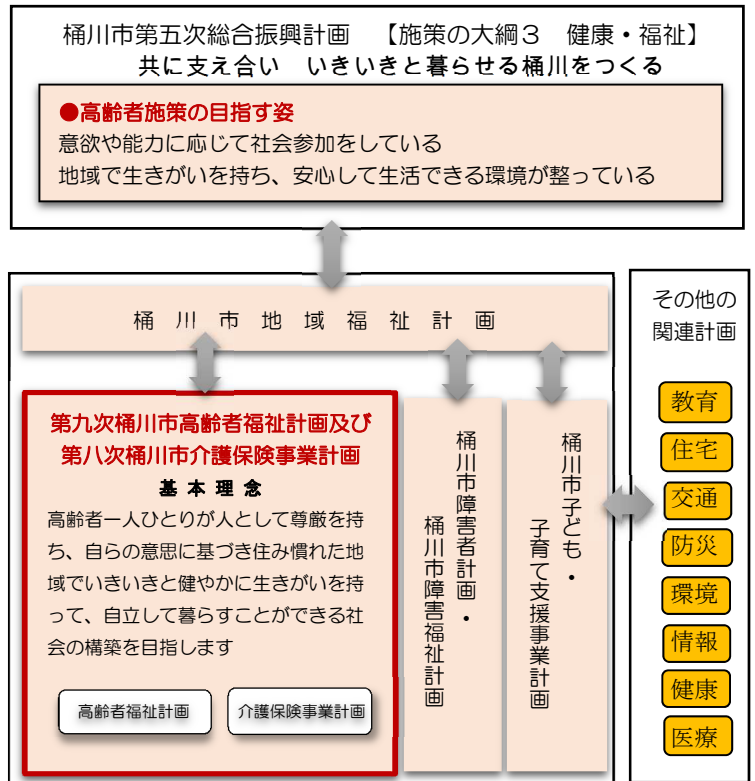 桶川市第五次総合振興計画　【施策の大綱３　健康・福祉】
共に支え合い　いきいきと暮らせる桶川をつくる
●高齢者施策の目指す姿
意欲や能力に応じて社会参加をしている
地域で生きがいを持ち、安心して生活できる環境が整っている
桶川市地域福祉計画
第九次桶川市高齢者福祉計画及び
第八次桶川市介護保険事業計画
基本理念
高齢者一人ひとりが人として尊厳を持
ち、自らの意思に基づき住み慣れた地
域でいきいきと健やかに生きがいを持
って、自立して暮らすことができる社
会の構築を目指します
高齢者福祉計画
介護保険事業計画
桶川市障害者計画・
桶川市障害福祉計画
桶川市子ども・
子育て支援事業計画
その他の
関連計画
教育
住宅
交通
防災
環境
情報
健康
医療